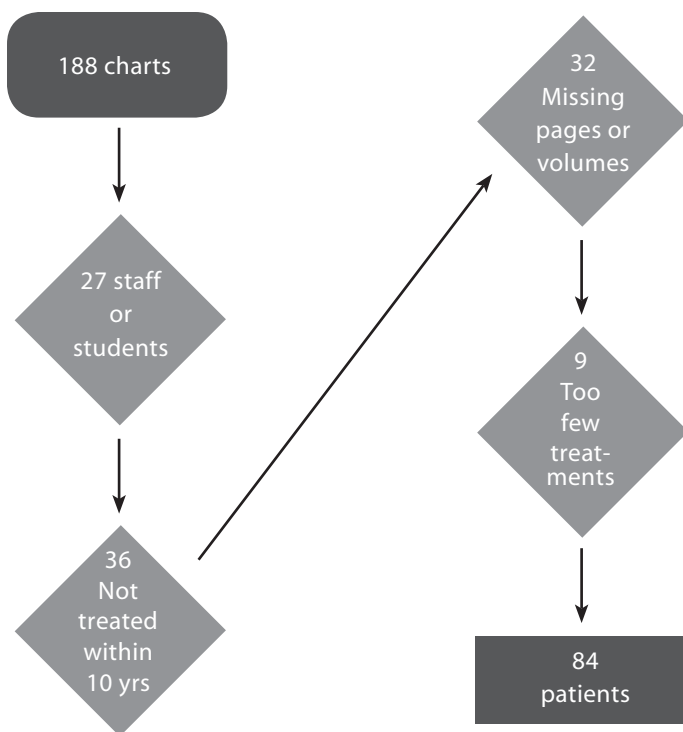 188 charts
27 staff
or
students
36
Not
treated
within
10 yrs
32
Missing
pages or
volumes
9
Too
few
treat-
ments
84
patients